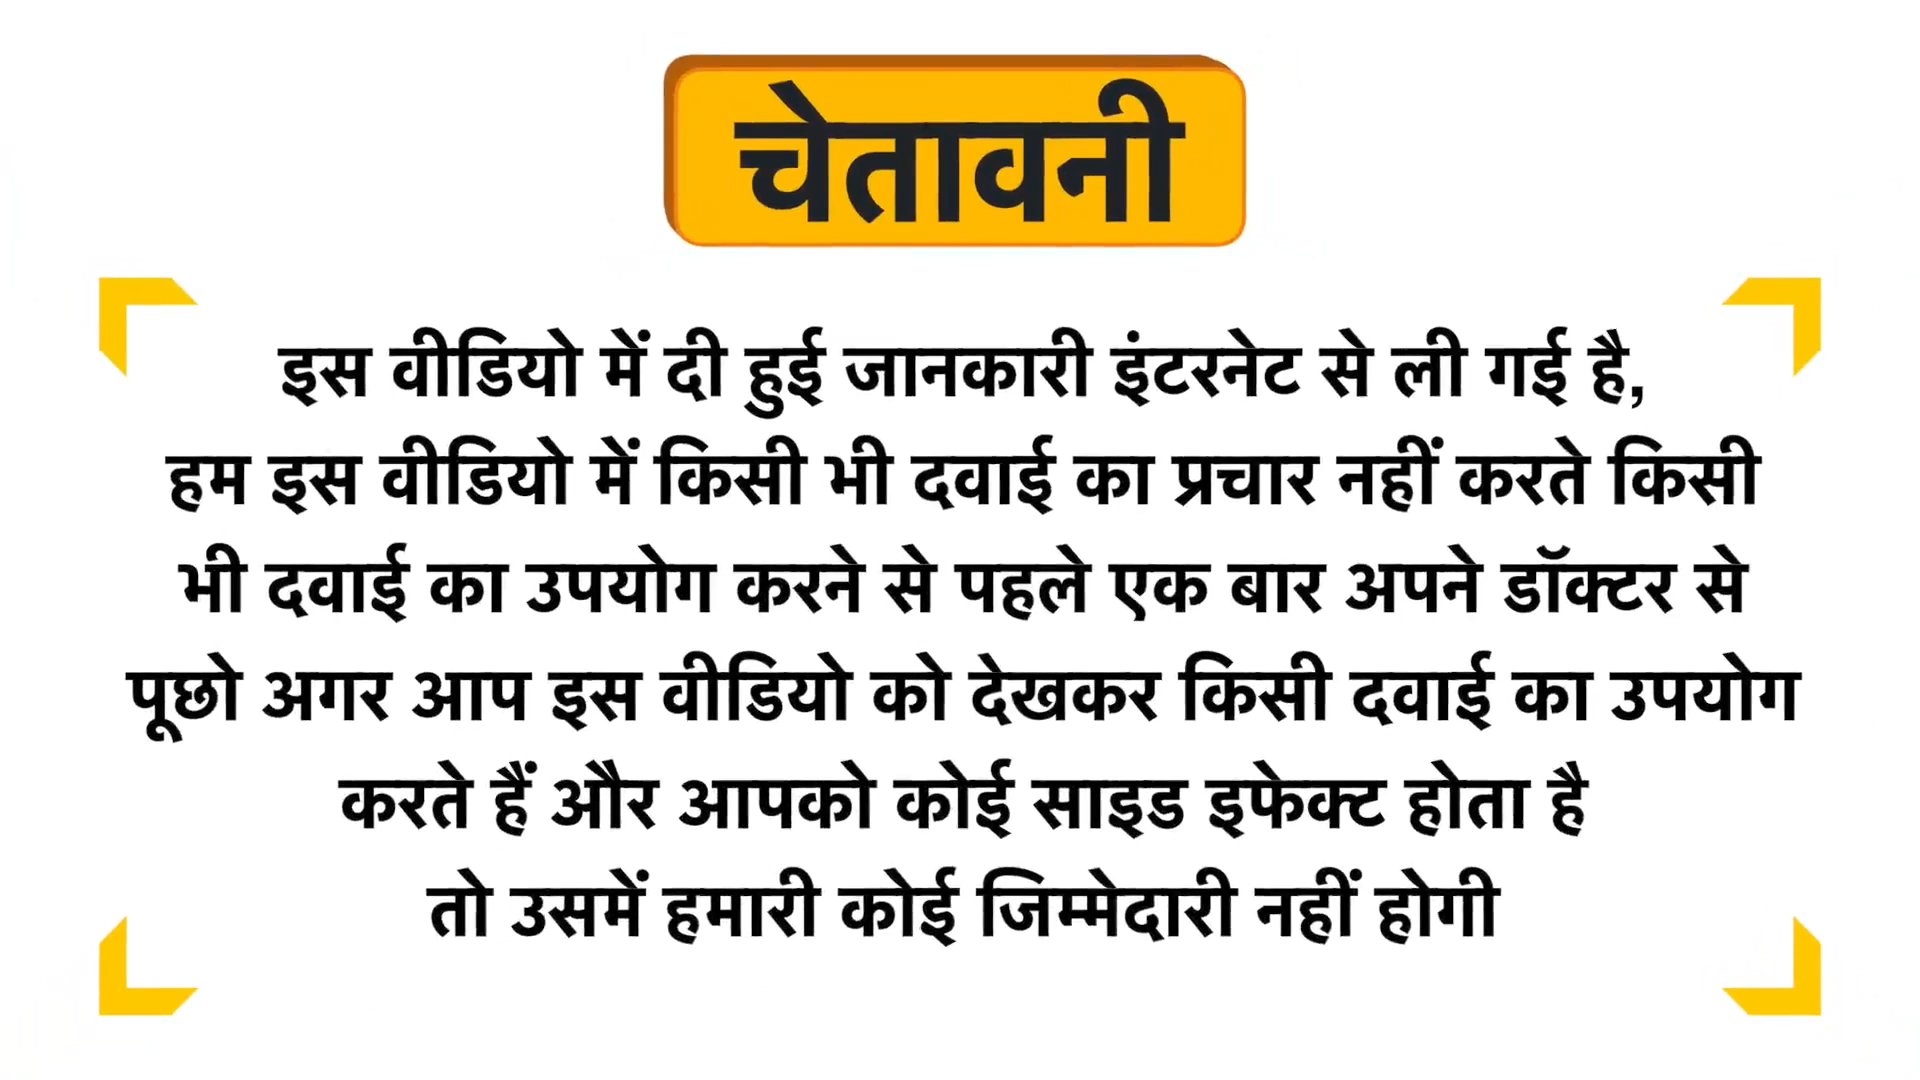 चेतावनी
इस वीडियो में दी हुई जानकारी इंटरनेट से ली गई है,
हम इस वीडियो में किसी भी दवाई का प्रचार नहीं करते किसी
भी दवाई का उपयोग करने से पहले एक बार अपने डॉक्टर से
पूछो अगर आप इस वीडियो को देखकर किसी दवाई का उपयोग
करते हैं और आपको कोई साइड इफेक्ट होता है
तो उसमें हमारी कोई जिम्मेदारी नहीं होगी